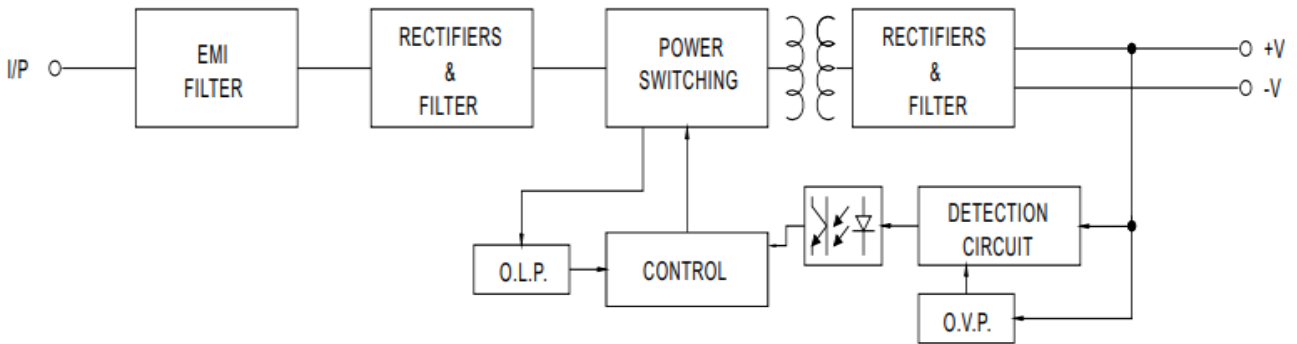 I/P
EMI
FILTER
RECTIFIERS
&
FILTER
POWER
SWITCHING
RECTIFIERS
&
FILTER
+V
-V
O.L.P.
CONTROL
DETECTION
CIRCUIT
O.V.P.